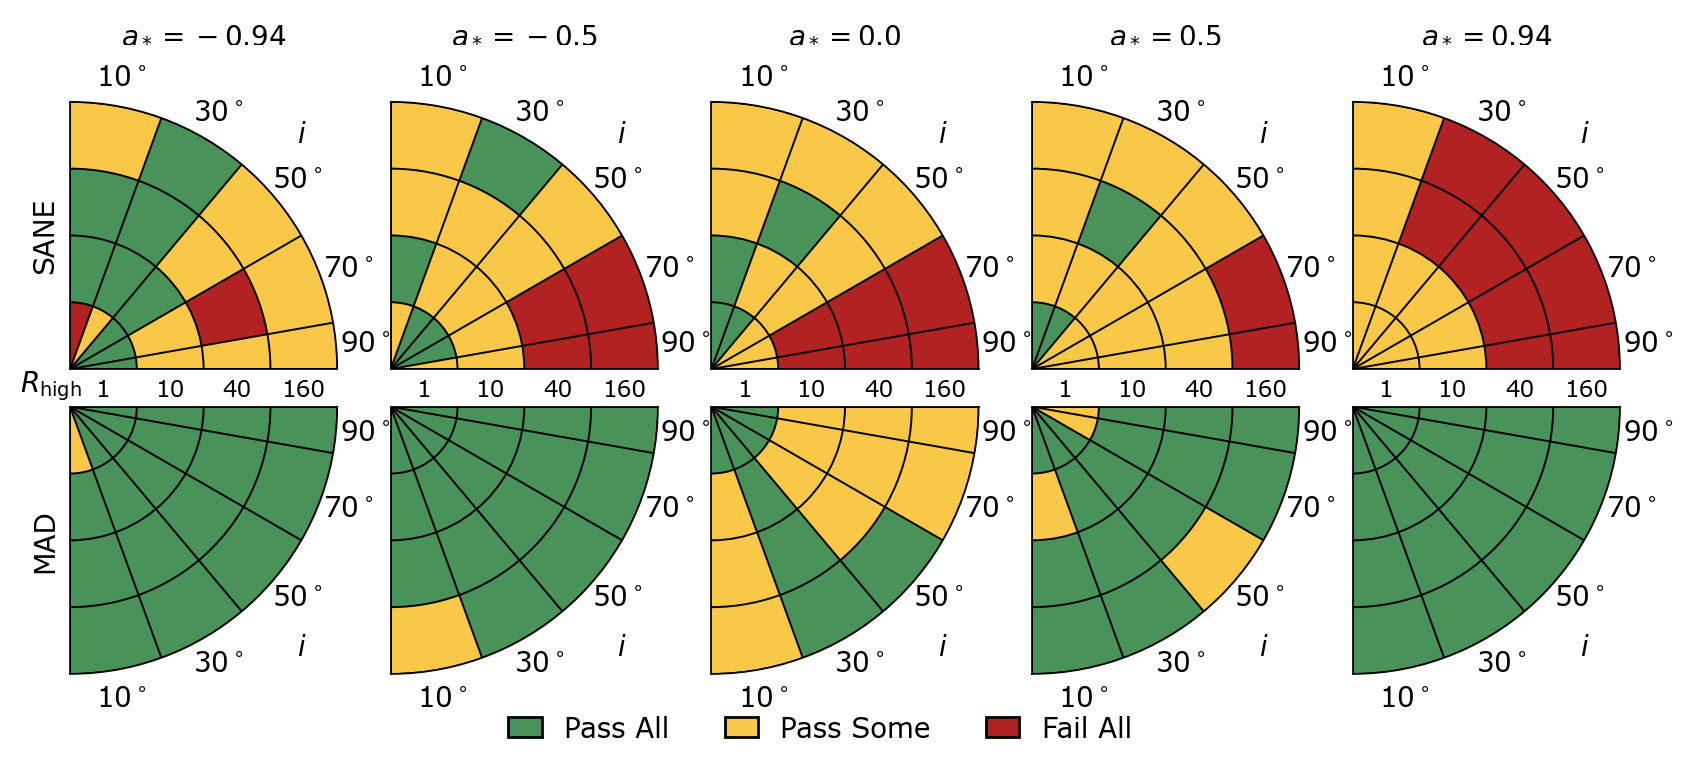 a* = −0.94 a* = −0.5 a* = 0.0 a* = 0.5 a* = 0.94
10° 10° 10° 10° 10°
30° 30° 30° 30° 30°
i i i i i
50° 50° 50° 50° 50°
SANE
70° 70° 70° 70° 70°
90° 90° 90° 90° 90°
R_high 1 10 40 160 1 10 40 160 1 10 40 160 1 10 40 160 1 10 40 160
90° 90° 90° 90° 90°
70° 70° 70° 70° 70°
MAD
50° 50° 50° 50° 50°
i i i i i
30° 30° 30° 30° 30°
10° 10° 10° 10° 10°
Pass All Pass Some Fail All